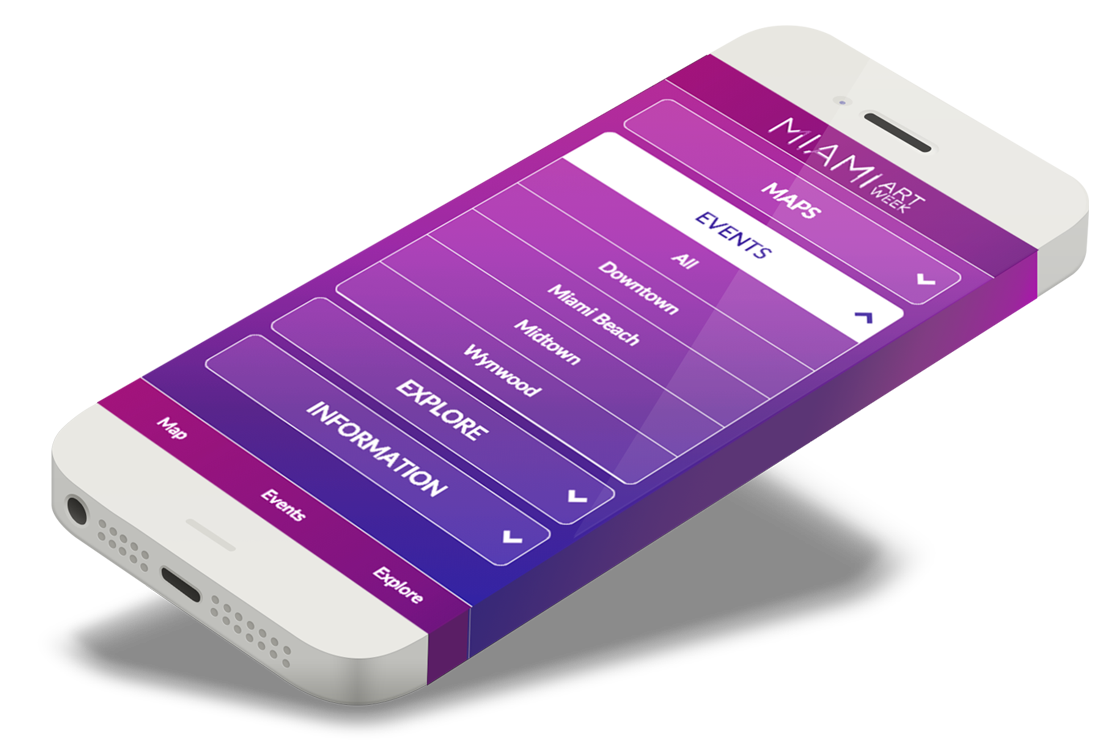 MIAMI ART WEEK
MAPS
EVENTS
All
Downtown
Miami Beach
Midtown
Wynwood
EXPLORE
INFORMATION
Map
Events
Explore